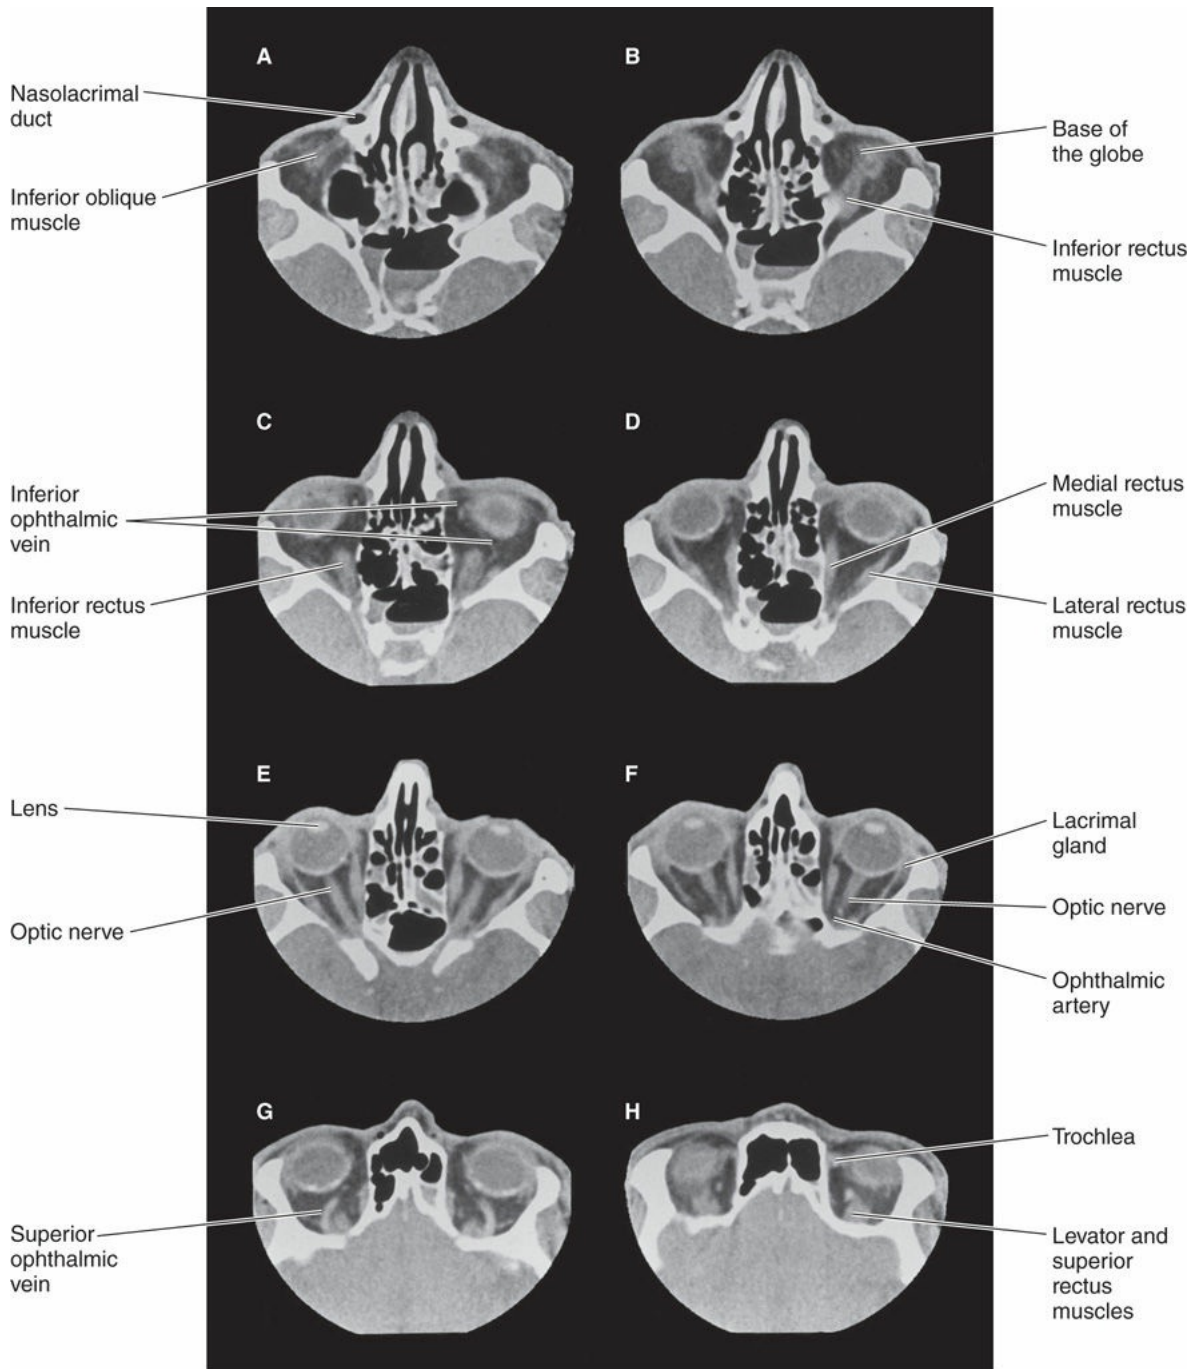 A
B
Nasolacrimal
duct
Base of
the globe
Inferior oblique
muscle
Inferior rectus
muscle
C
D
Inferior
ophthalmic
vein
Medial rectus
muscle
Inferior rectus
muscle
Lateral rectus
muscle
E
F
Lens
Lacrimal
gland
Optic nerve
Optic nerve
Ophthalmic
artery
G
H
Trochlea
Superior
ophthalmic
vein
Levator and
superior
rectus
muscles